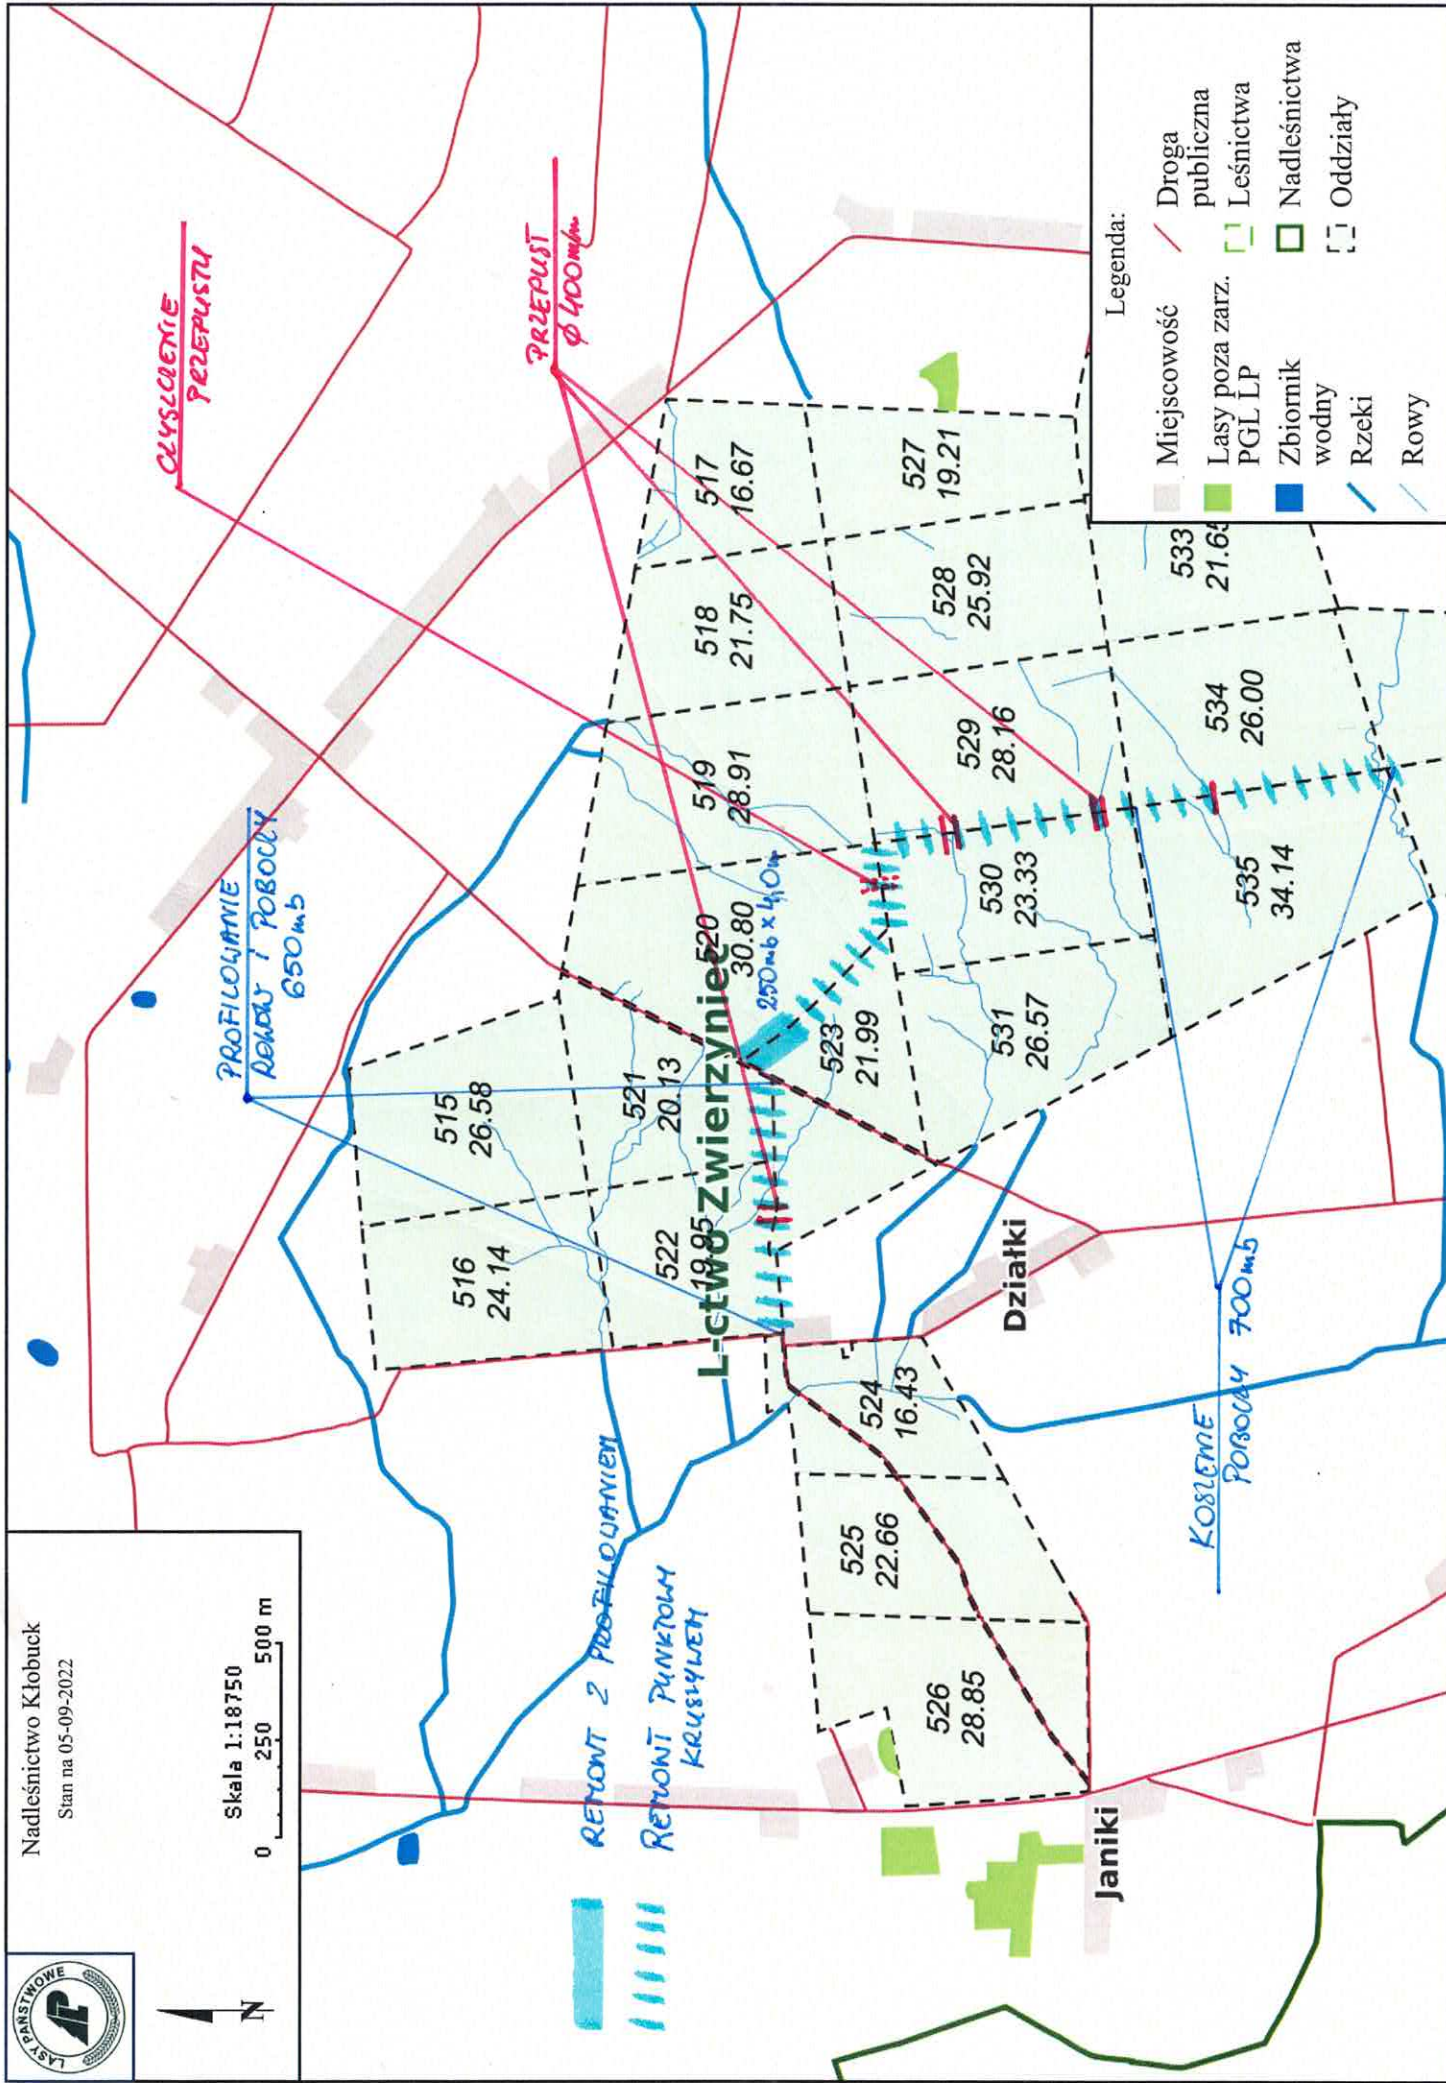 LASY PAŃSTWOWE
LP
N
Nadleśnictwo Kłobuck
Stan na 05-09-2022
Skala 1:18750
0 250 500 m
REMONT Z PROFILOWANIEM
REMONT PUNKTOWY
KRUSZYWEM
PROFILOWANIE
ROWÓW I POBOCZY
650mb
CZYSZCZENIE
PRZEPUSTU
PRZEPUST
Ø 400mm
250mb x 4,0m
KOSZENIE
POBOCZY 700mb
L-ctwo Zwierzyniec
Działki
Janiki
515
26.58
516
24.14
517
16.67
518
21.75
519
28.91
520
30.80
521
20.13
522
19.95
523
21.99
524
16.43
525
22.66
526
28.85
527
19.21
528
25.92
529
28.16
530
23.33
531
26.57
533
21.65
534
26.00
535
34.14
Legenda:
Miejscowość
Lasy poza zarz.
PGL LP
Zbiornik
wodny
Rzeki
Rowy
Droga
publiczna
Leśnictwa
Nadleśnictwa
Oddziały